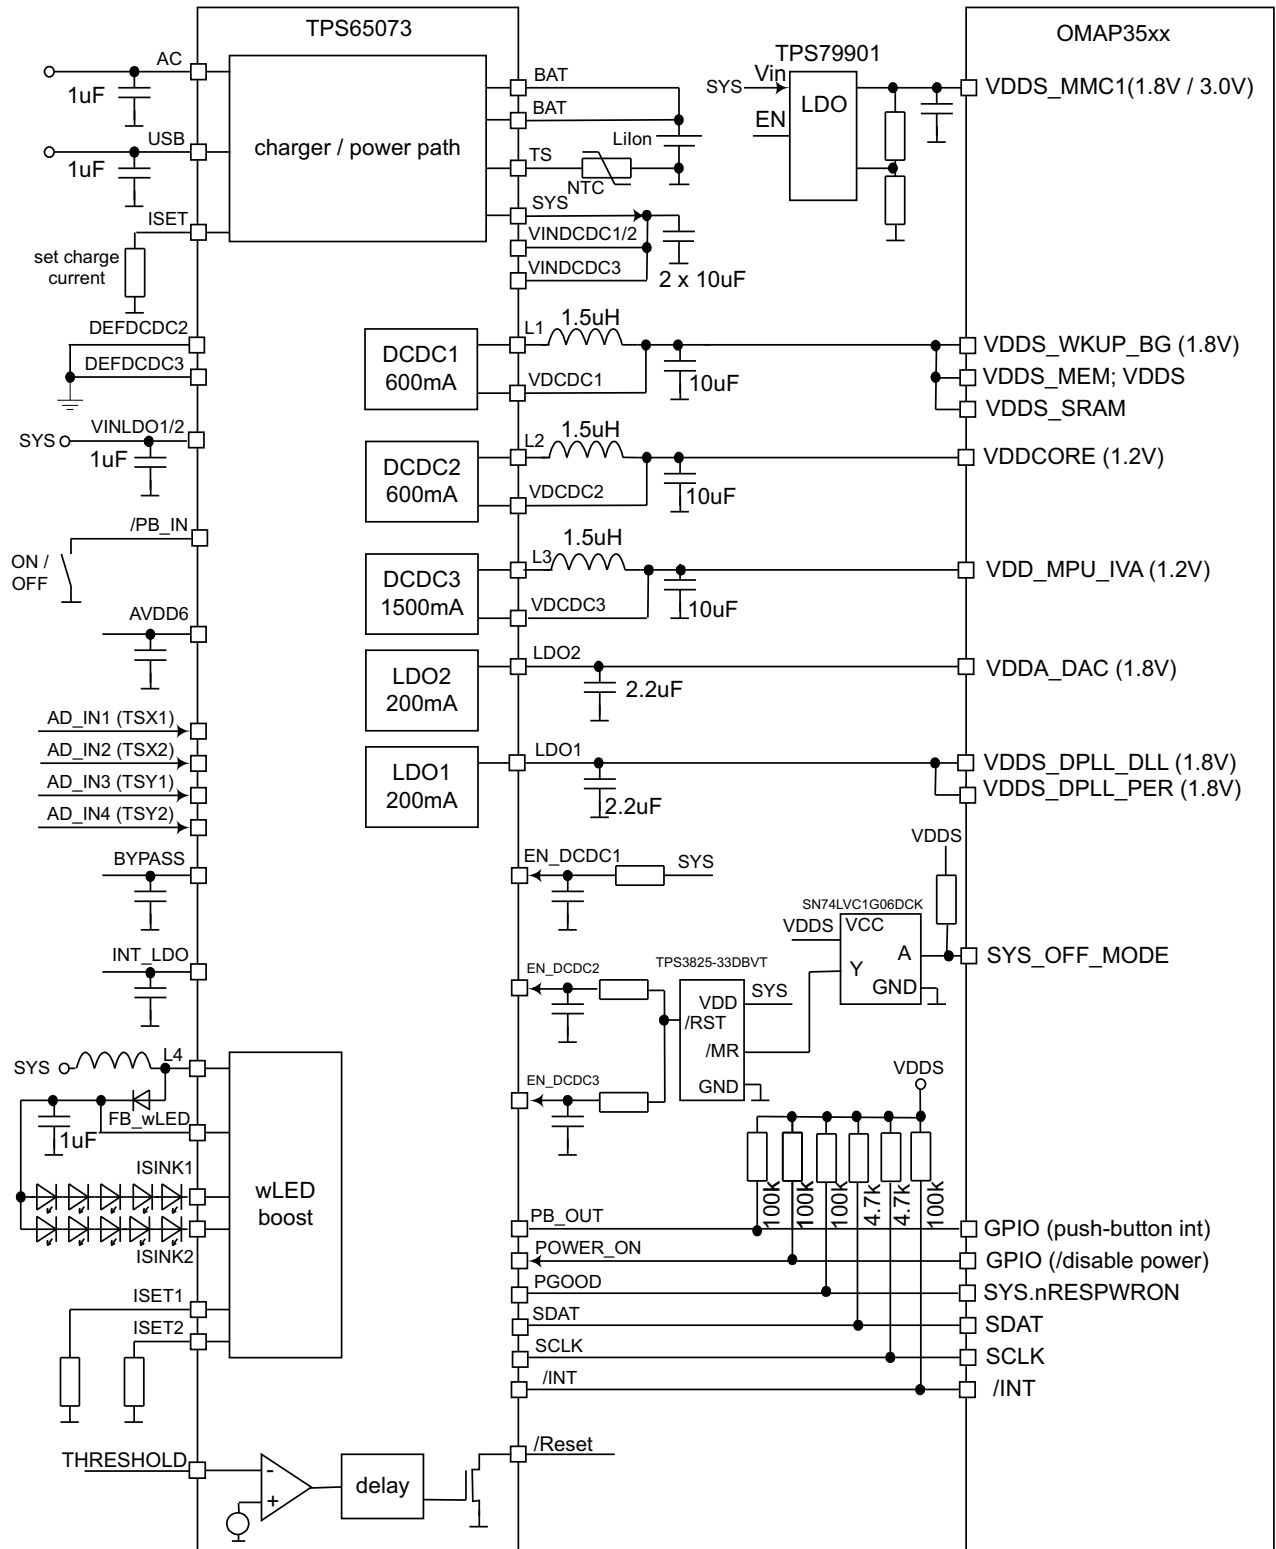 TPS65073
OMAP35xx
AC
1uF
USB
1uF
ISET
set charge
current
charger / power path
BAT
BAT
LiIon
TS
NTC
SYS
VINDCDC1/2
VINDCDC3
2 x 10uF
TPS79901
SYS
Vin
LDO
EN
VDDS_MMC1(1.8V / 3.0V)
DEFDCDC2
DEFDCDC3
DCDC1
600mA
L1
1.5uH
VDCDC1
10uF
VDDS_WKUP_BG (1.8V)
VDDS_MEM; VDDS
VDDS_SRAM
SYS
VINLDO1/2
1uF
DCDC2
600mA
L2
1.5uH
VDCDC2
10uF
VDDCORE (1.2V)
/PB_IN
ON /
OFF
DCDC3
1500mA
L3
1.5uH
VDCDC3
10uF
VDD_MPU_IVA (1.2V)
AVDD6
LDO2
200mA
LDO2
2.2uF
VDDA_DAC (1.8V)
AD_IN1 (TSX1)
AD_IN2 (TSX2)
AD_IN3 (TSY1)
AD_IN4 (TSY2)
LDO1
200mA
LDO1
2.2uF
VDDS_DPLL_DLL (1.8V)
VDDS_DPLL_PER (1.8V)
BYPASS
EN_DCDC1
SYS
VDDS
SN74LVC1G06DCK
VDDS
VCC
A
Y
GND
SYS_OFF_MODE
INT_LDO
EN_DCDC2
TPS3825-33DBVT
VDD
SYS
/RST
/MR
GND
EN_DCDC3
VDDS
SYS
L4
FB_wLED
1uF
ISINK1
ISINK2
wLED
boost
ISET1
ISET2
100k
100k
100k
4.7k
4.7k
100k
PB_OUT
GPIO (push-button int)
POWER_ON
GPIO (/disable power)
PGOOD
SYS.nRESPWRON
SDAT
SDAT
SCLK
SCLK
/INT
/INT
THRESHOLD
-
+
delay
/Reset